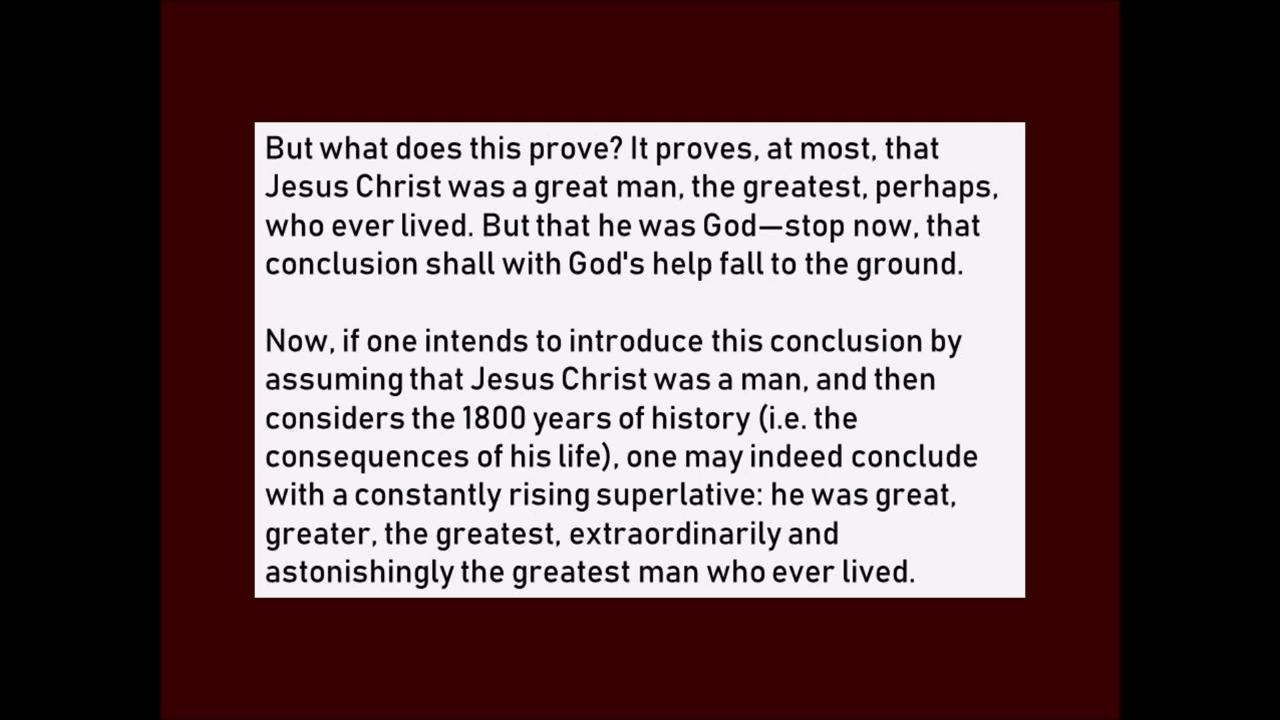 But what does this prove? It proves, at most, that
Jesus Christ was a great man, the greatest, perhaps,
who ever lived. But that he was God—stop now, that
conclusion shall with God's help fall to the ground.
Now, if one intends to introduce this conclusion by
assuming that Jesus Christ was a man, and then
considers the 1800 years of history (i.e. the
consequences of his life), one may indeed conclude
with a constantly rising superlative: he was great,
greater, the greatest, extraordinarily and
astonishingly the greatest man who ever lived.